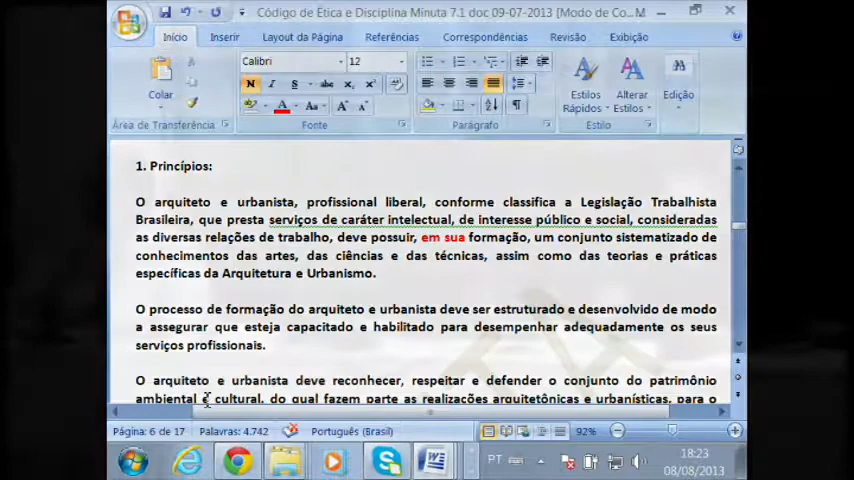 Código de Ética e Disciplina Minuta 7.1 doc 09-07-2013 [Modo de Co... M...
Início Inserir Layout da Página Referências Correspondências Revisão Exibição
Calibri 12
Colar
N I S abc x₂ x²
Aa A A
Estilos Rápidos
Alterar Estilos
Edição
Área de Transferência Fonte Parágrafo Estilo
1. Princípios:
O arquiteto e urbanista, profissional liberal, conforme classifica a Legislação Trabalhista
Brasileira, que presta serviços de caráter intelectual, de interesse público e social, consideradas
as diversas relações de trabalho, deve possuir, em sua formação, um conjunto sistematizado de
conhecimentos das artes, das ciências e das técnicas, assim como das teorias e práticas
específicas da Arquitetura e Urbanismo.
O processo de formação do arquiteto e urbanista deve ser estruturado e desenvolvido de modo
a assegurar que esteja capacitado e habilitado para desempenhar adequadamente os seus
serviços profissionais.
O arquiteto e urbanista deve reconhecer, respeitar e defender o conjunto do patrimônio
ambiental e cultural, do qual fazem parte as realizações arquitetônicas e urbanísticas, para o
Página: 6 de 17 Palavras: 4.742 Português (Brasil) 92%
PT 18:23
08/08/2013